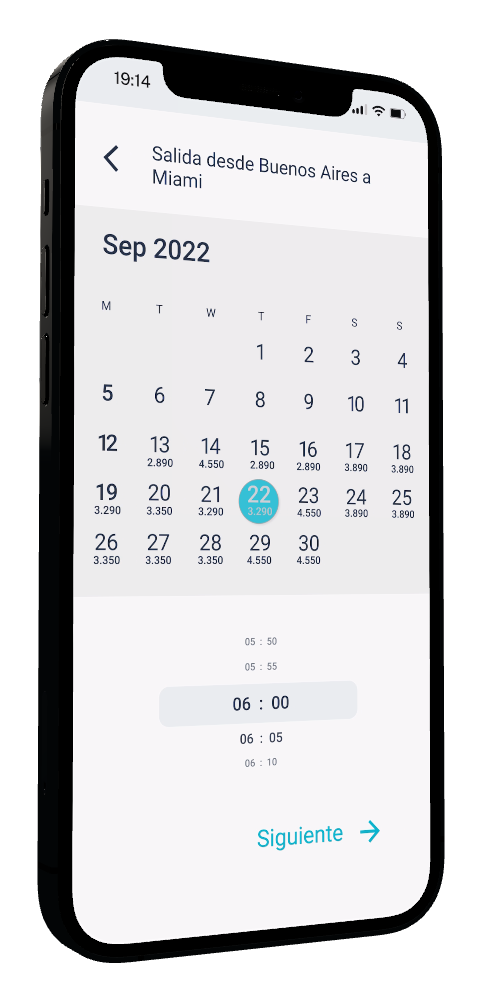 19:14
Salida desde Buenos Aires a
Miami
Sep 2022
M T W T F S S
1 2 3 4
5 6 7 8 9 10 11
12 13 14 15 16 17 18
2.890 4.550 2.890 2.890 3.890 3.890
19 20 21 22 23 24 25
3.290 3.350 3.290 3.290 4.550 3.890 3.890
26 27 28 29 30
3.350 3.350 3.350 4.550 4.550
05 : 50
05 : 55
06 : 00
06 : 05
06 : 10
Siguiente